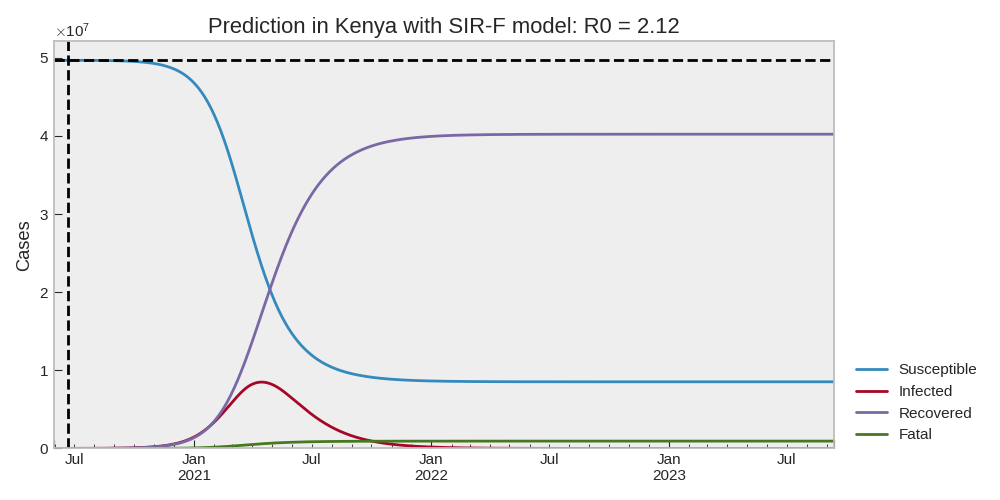 Prediction in Kenya with SIR-F model: R0 = 2.12
×10⁷
5
4
3
2
1
0
Cases
Jul Jan Jul Jan Jul Jan Jul
2021 2022 2023
Susceptible
Infected
Recovered
Fatal